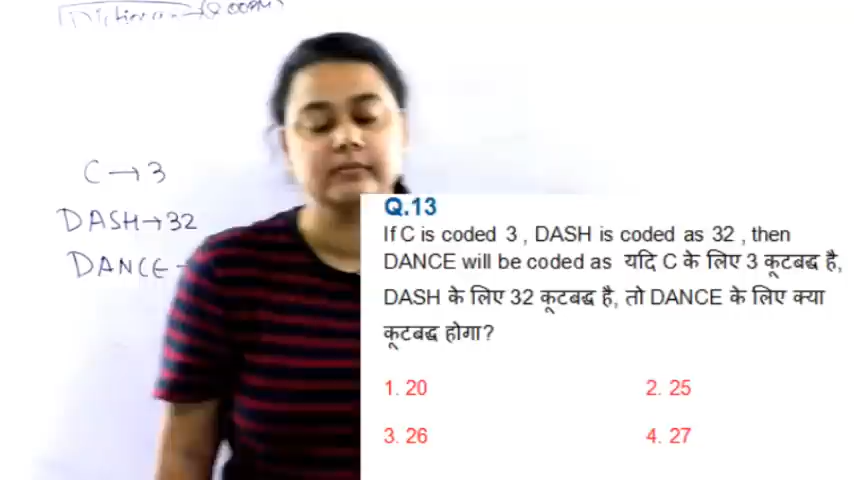 C → 3
DASH → 32
DANCE -
Q.13
If C is coded 3 , DASH is coded as 32 , then
DANCE will be coded as यदि C के लिए 3 कूटबद्ध है,
DASH के लिए 32 कूटबद्ध है, तो DANCE के लिए क्या
कूटबद्ध होगा?
1. 20
2. 25
3. 26
4. 27